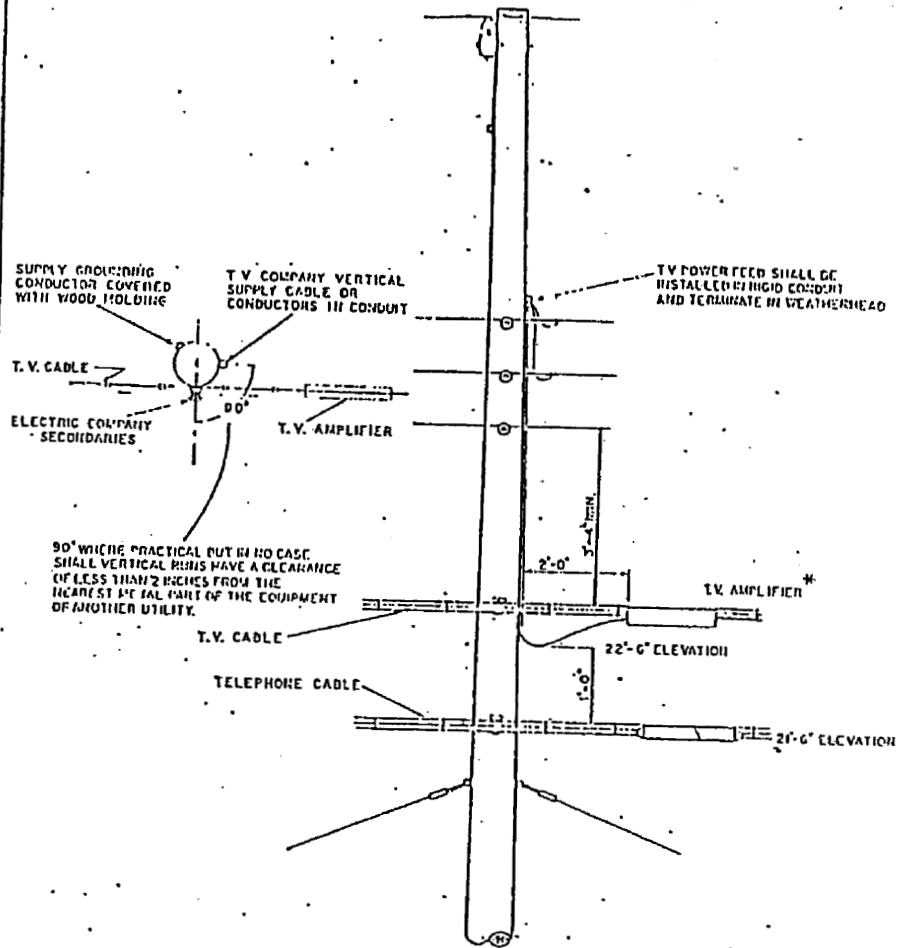 SUPPLY GROUNDING
CONDUCTOR COVERED
WITH WOOD MOLDING
T V COMPANY VERTICAL
SUPPLY CABLE OR
CONDUCTORS IN CONDUIT
T V POWER FEED SHALL BE
INSTALLED IN RIGID CONDUIT
AND TERMINATE IN WEATHERHEAD
T. V. CABLE
90°
ELECTRIC COMPANY
SECONDARIES
T. V. AMPLIFIER
3'-4" MIN.
90° WHERE PRACTICAL BUT IN NO CASE
SHALL VERTICAL RUNS HAVE A CLEARANCE
OF LESS THAN 2 INCHES FROM THE
NEAREST METAL PART OF THE EQUIPMENT
OF ANOTHER UTILITY.
2'-0"
T.V. AMPLIFIER *
T.V. CABLE
22'-6" ELEVATION
1'-0"
TELEPHONE CABLE
21'-6" ELEVATION